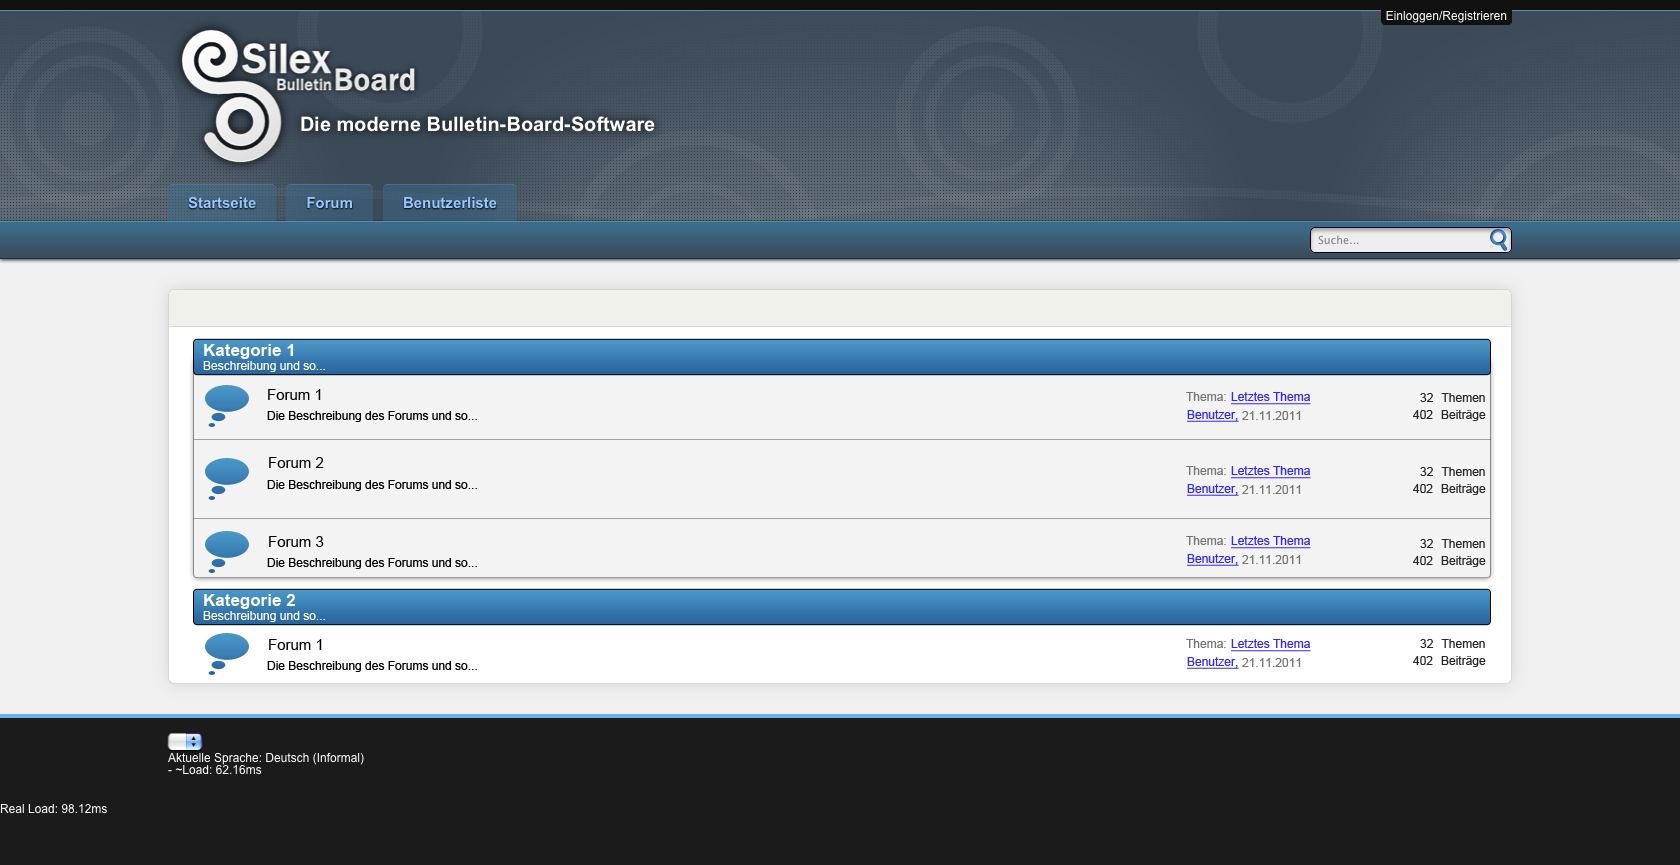 Einloggen/Registrieren
Silex
Bulletin Board
Die moderne Bulletin-Board-Software
Startseite Forum Benutzerliste
Suche...
Kategorie 1
Beschreibung und so...
Forum 1
Die Beschreibung des Forums und so...
Thema: Letztes Thema
Benutzer, 21.11.2011
32 Themen
402 Beiträge
Forum 2
Die Beschreibung des Forums und so...
Thema: Letztes Thema
Benutzer, 21.11.2011
32 Themen
402 Beiträge
Forum 3
Die Beschreibung des Forums und so...
Thema: Letztes Thema
Benutzer, 21.11.2011
32 Themen
402 Beiträge
Kategorie 2
Beschreibung und so...
Forum 1
Die Beschreibung des Forums und so...
Thema: Letztes Thema
Benutzer, 21.11.2011
32 Themen
402 Beiträge
Aktuelle Sprache: Deutsch (Informal)
- ~Load: 62.16ms
Real Load: 98.12ms